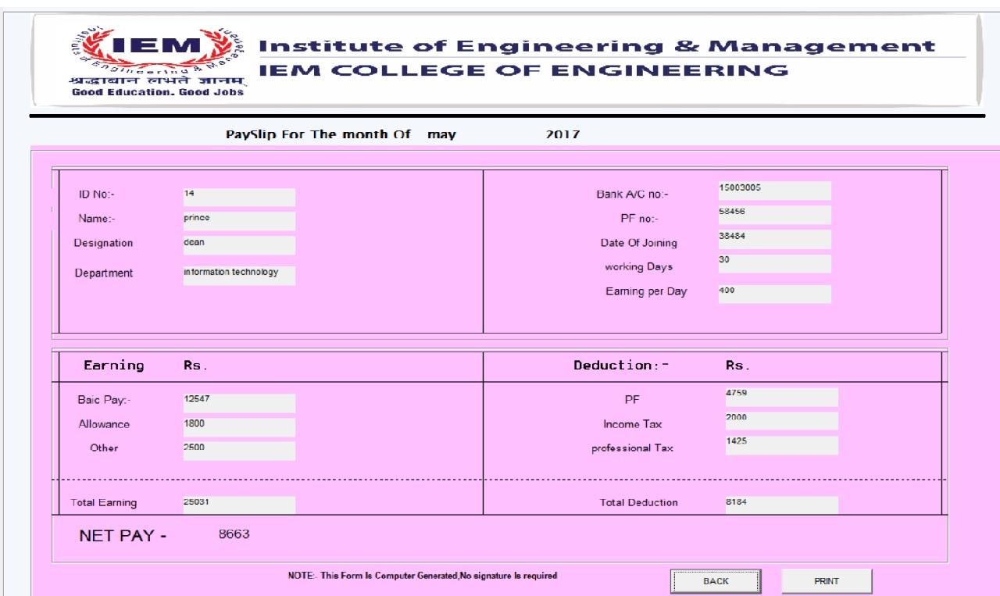 IEM
Institute of Engineering & Management
श्रद्धावान लभते ज्ञानम्
Good Education. Good Jobs
Institute of Engineering & Management
IEM COLLEGE OF ENGINEERING
PaySlip For The month Of may 2017
ID No:- 14
Name:- prince
Designation dean
Department information technology
Bank A/C no:- 15003005
PF no:- 58456
Date Of Joining 38484
working Days 30
Earning per Day 400
Earning Rs.
Baic Pay:- 12547
Allowance 1800
Other 2500
Total Earning 25031
Deduction:- Rs.
PF 4759
Income Tax 2000
professional Tax 1425
Total Deduction 8184
NET PAY - 8663
NOTE:- This Form Is Computer Generated,No signature Is required
BACK
PRINT